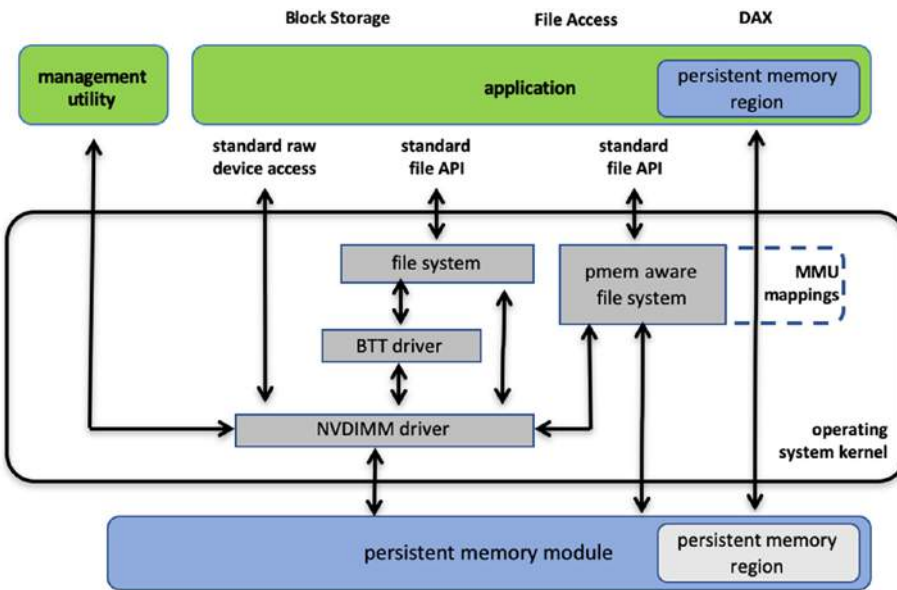 Block Storage
File Access
DAX
management
utility
application
persistent memory
region
standard raw
device access
standard
file API
standard
file API
file system
pmem aware
file system
MMU
mappings
BTT driver
NVDIMM driver
operating
system kernel
persistent memory module
persistent memory
region